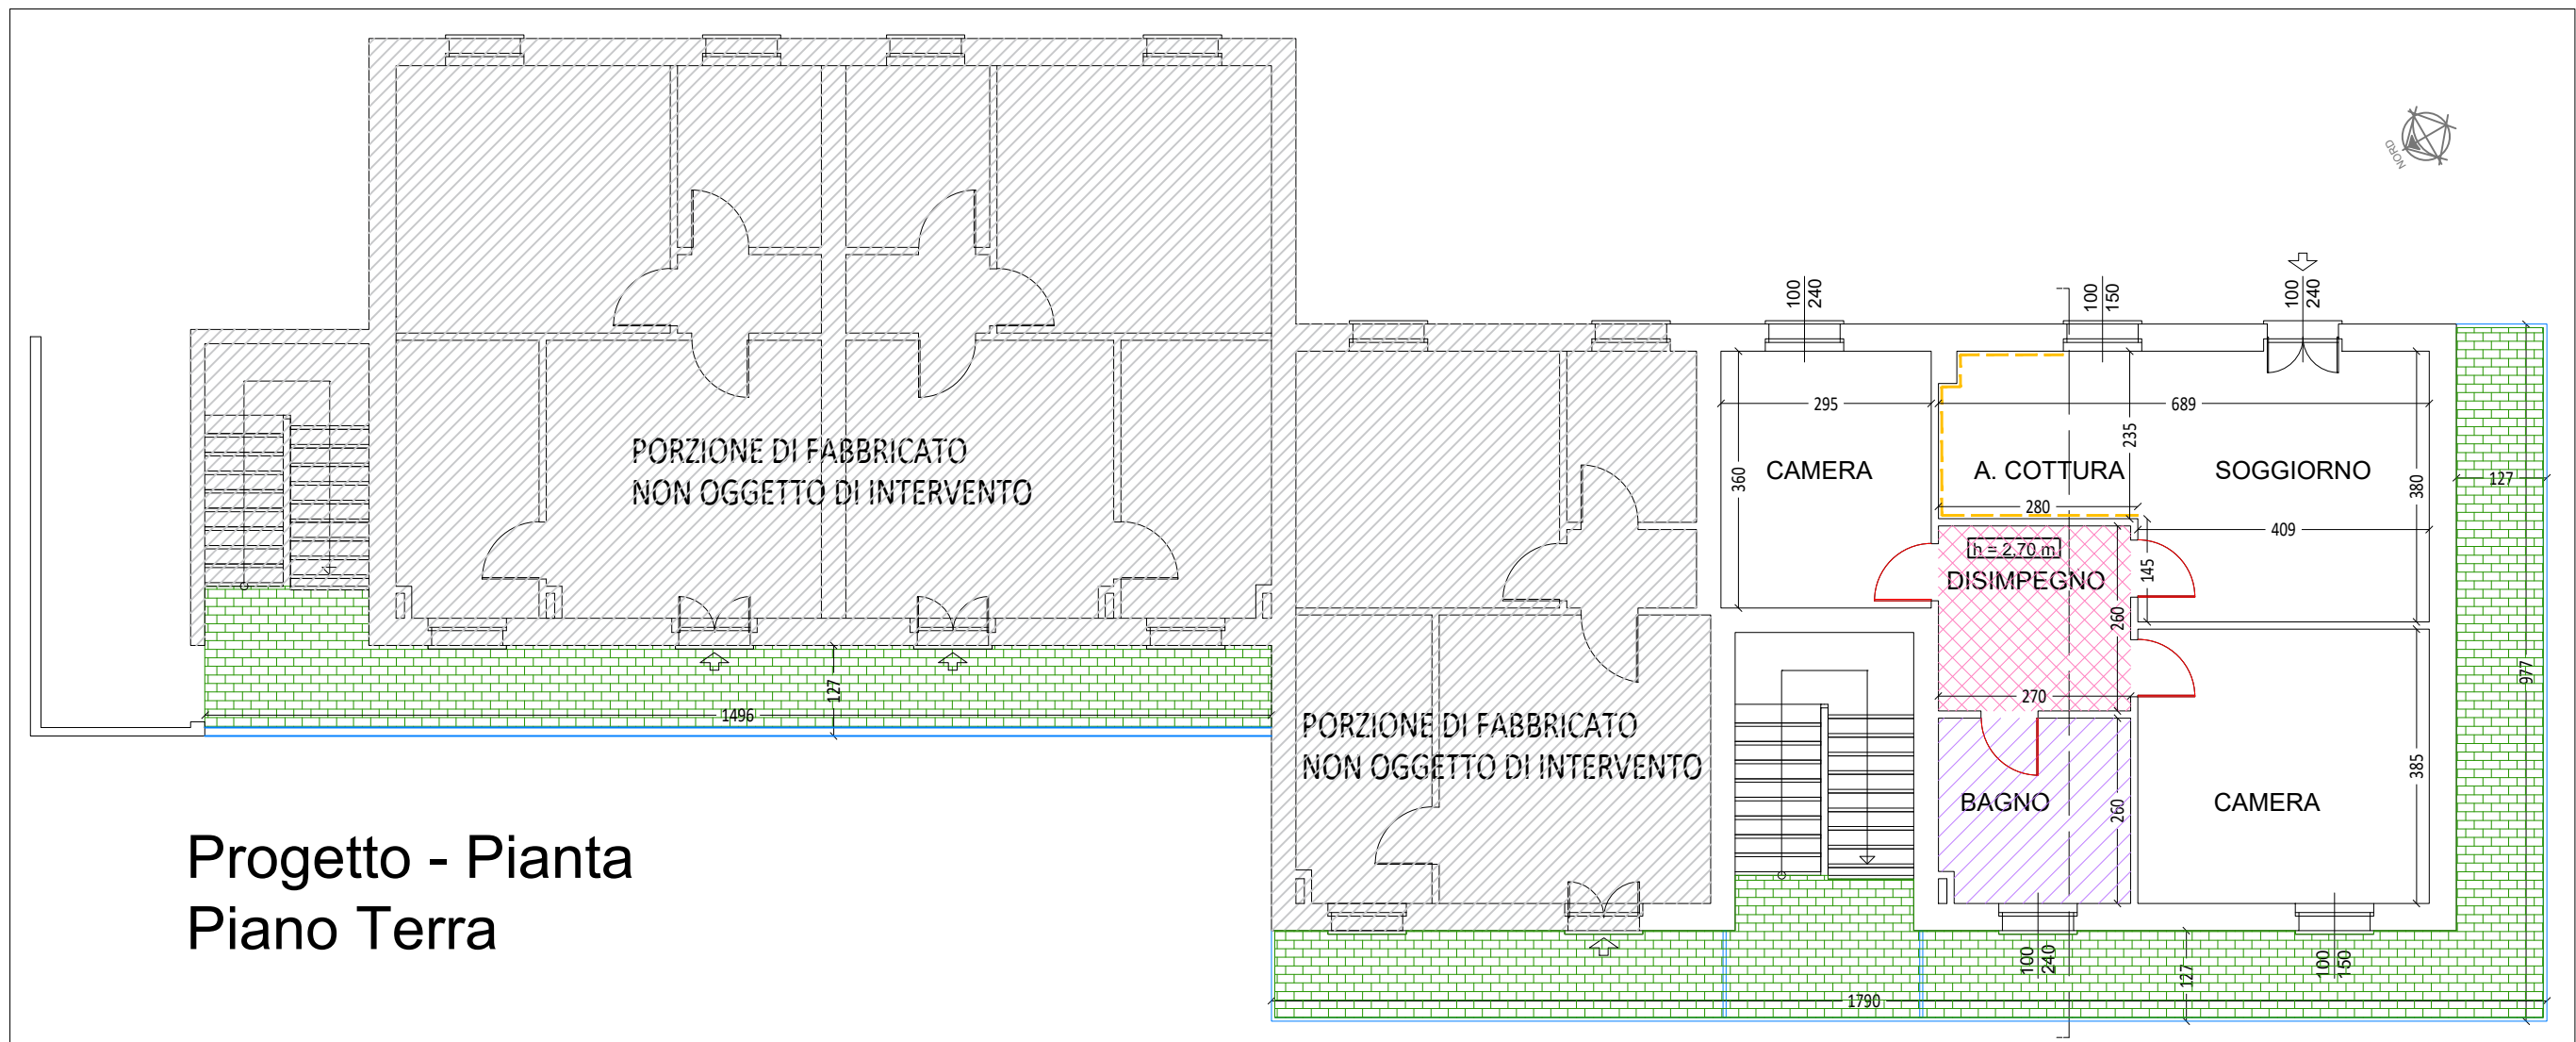 NORD
100
240
100
150
100
240
295
689
235
PORZIONE DI FABBRICATO
NON OGGETTO DI INTERVENTO
CAMERA
A. COTTURA
SOGGIORNO
360
380
127
280
409
h = 2.70 m
DISIMPEGNO
145
260
977
127
1496
270
PORZIONE DI FABBRICATO
NON OGGETTO DI INTERVENTO
385
BAGNO
260
CAMERA
Progetto - Pianta
Piano Terra
100
240
100
150
127
1790